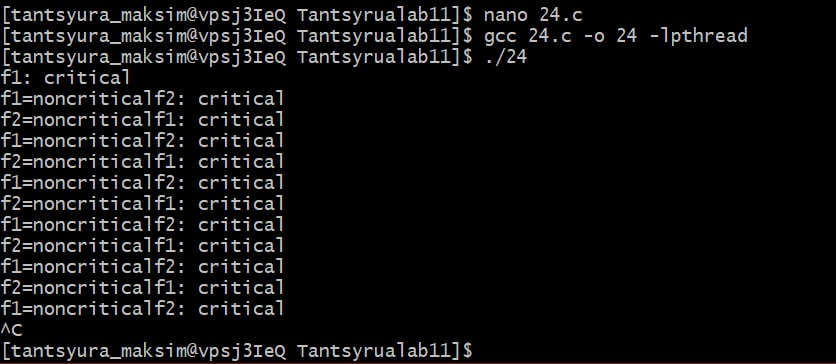 [tantsyura_maksim@vpsj3IeQ Tantsyrualab11]$ nano 24.c
[tantsyura_maksim@vpsj3IeQ Tantsyrualab11]$ gcc 24.c -o 24 -lpthread
[tantsyura_maksim@vpsj3IeQ Tantsyrualab11]$ ./24
f1: critical
f1=noncriticalf2: critical
f2=noncriticalf1: critical
f1=noncriticalf2: critical
f2=noncriticalf1: critical
f1=noncriticalf2: critical
f2=noncriticalf1: critical
f1=noncriticalf2: critical
f2=noncriticalf1: critical
f1=noncriticalf2: critical
f2=noncriticalf1: critical
f1=noncriticalf2: critical
^C
[tantsyura_maksim@vpsj3IeQ Tantsyrualab11]$